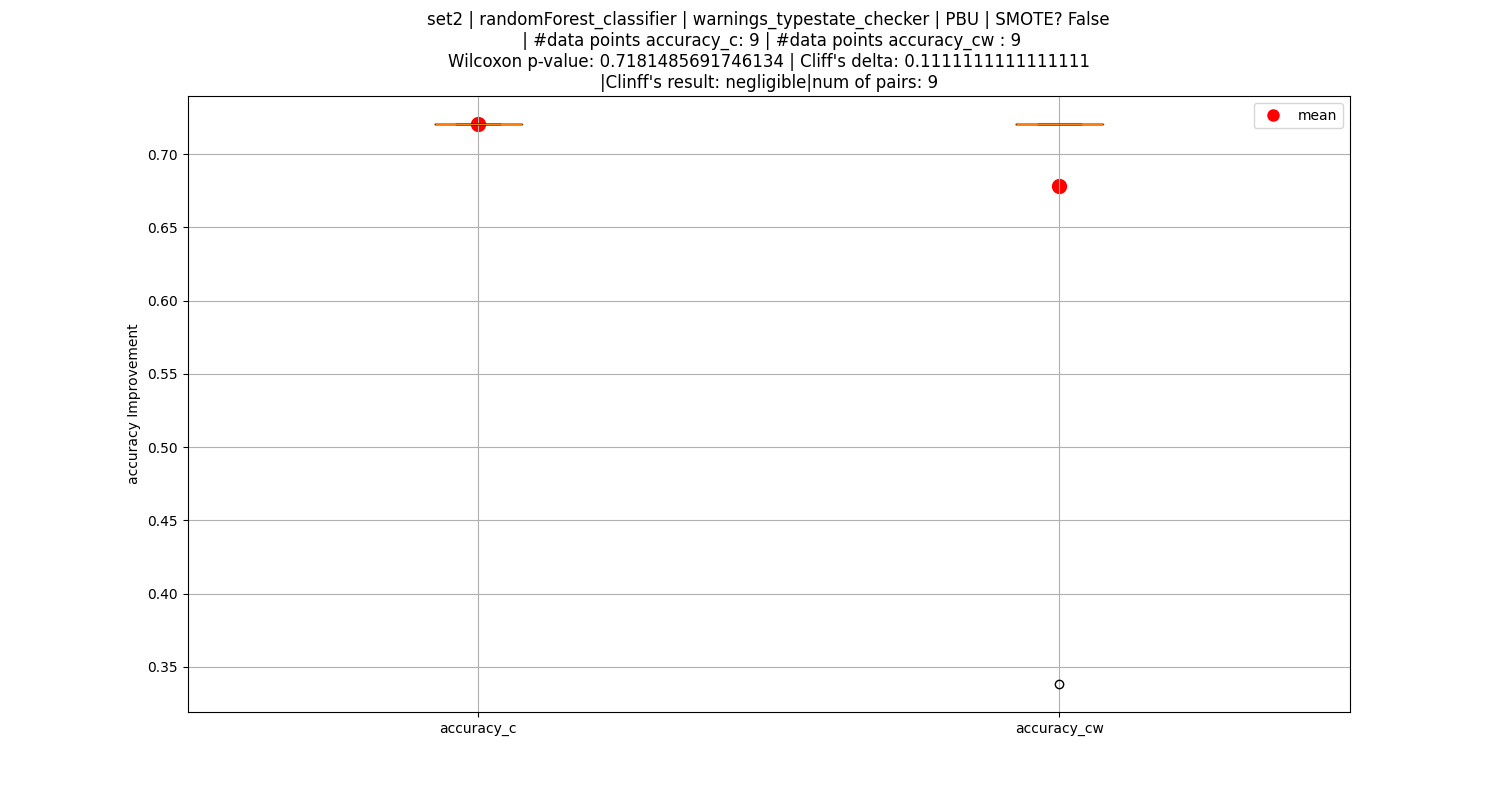 set2 | randomForest_classifier | warnings_typestate_checker | PBU | SMOTE? False
| #data points accuracy_c: 9 | #data points accuracy_cw : 9
Wilcoxon p-value: 0.7181485691746134 | Cliff's delta: 0.1111111111111111
|Clinff's result: negligible|num of pairs: 9
mean
0.70
0.65
0.60
0.55
0.50
0.45
0.40
0.35
accuracy Improvement
accuracy_c
accuracy_cw